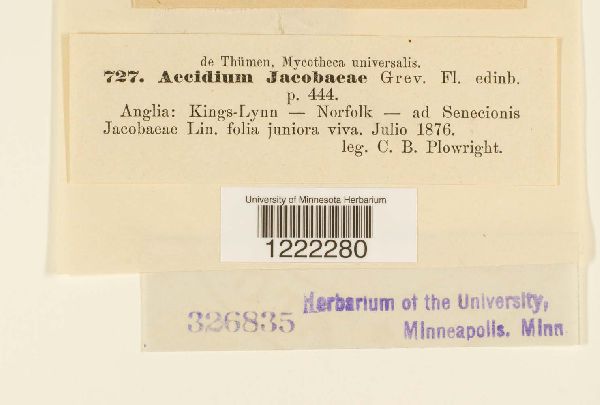 de Thümen, Mycotheca universalis.
727. Aecidium Jacobaeae Grev. Fl. edinb.
p. 444.
Anglia: Kings-Lynn — Norfolk — ad Senecionis
Jacobaeae Lin. folia juniora viva. Julio 1876.
leg. C. B. Plowright.
University of Minnesota Herbarium
1222280
326835
Herbarium of the University,
Minneapolis. Minn